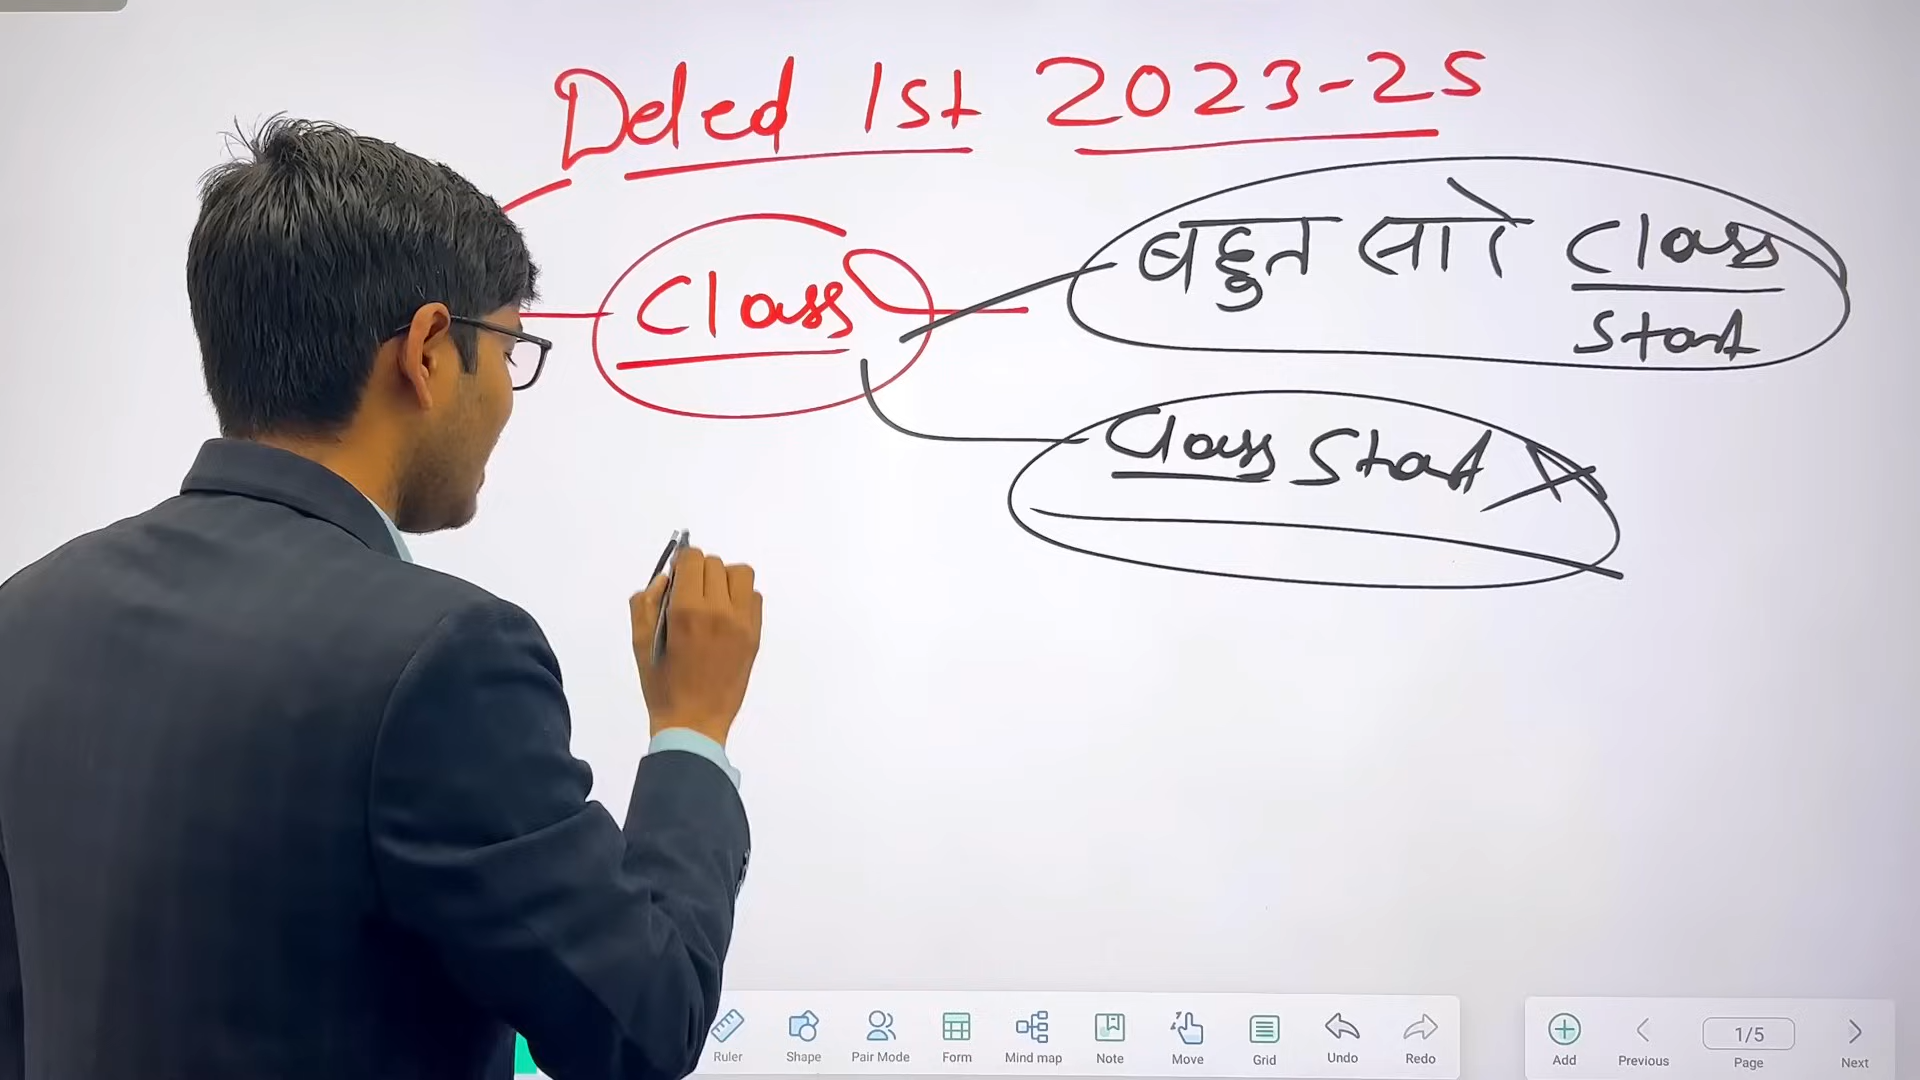 Deled 1st 2023-25
Class
बहुत सारे Class
Start
Class Start X
Ruler
Shape
Pair Mode
Form
Mind map
Note
Move
Grid
Undo
Redo
Add
Previous
1/5
Page
Next